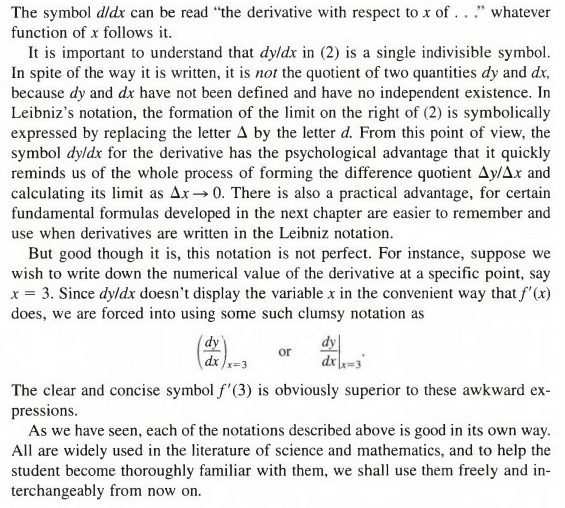 The symbol d/dx can be read “the derivative with respect to x of . . .” whatever
function of x follows it.
It is important to understand that dy/dx in (2) is a single indivisible symbol.
In spite of the way it is written, it is not the quotient of two quantities dy and dx,
because dy and dx have not been defined and have no independent existence. In
Leibniz’s notation, the formation of the limit on the right of (2) is symbolically
expressed by replacing the letter Δ by the letter d. From this point of view, the
symbol dy/dx for the derivative has the psychological advantage that it quickly
reminds us of the whole process of forming the difference quotient Δy/Δx and
calculating its limit as Δx → 0. There is also a practical advantage, for certain
fundamental formulas developed in the next chapter are easier to remember and
use when derivatives are written in the Leibniz notation.
But good though it is, this notation is not perfect. For instance, suppose we
wish to write down the numerical value of the derivative at a specific point, say
x = 3. Since dy/dx doesn’t display the variable x in the convenient way that f′(x)
does, we are forced into using some such clumsy notation as
(dy/dx)x=3 or dy/dx|x=3.
The clear and concise symbol f′(3) is obviously superior to these awkward ex-
pressions.
As we have seen, each of the notations described above is good in its own way.
All are widely used in the literature of science and mathematics, and to help the
student become thoroughly familiar with them, we shall use them freely and in-
terchangeably from now on.